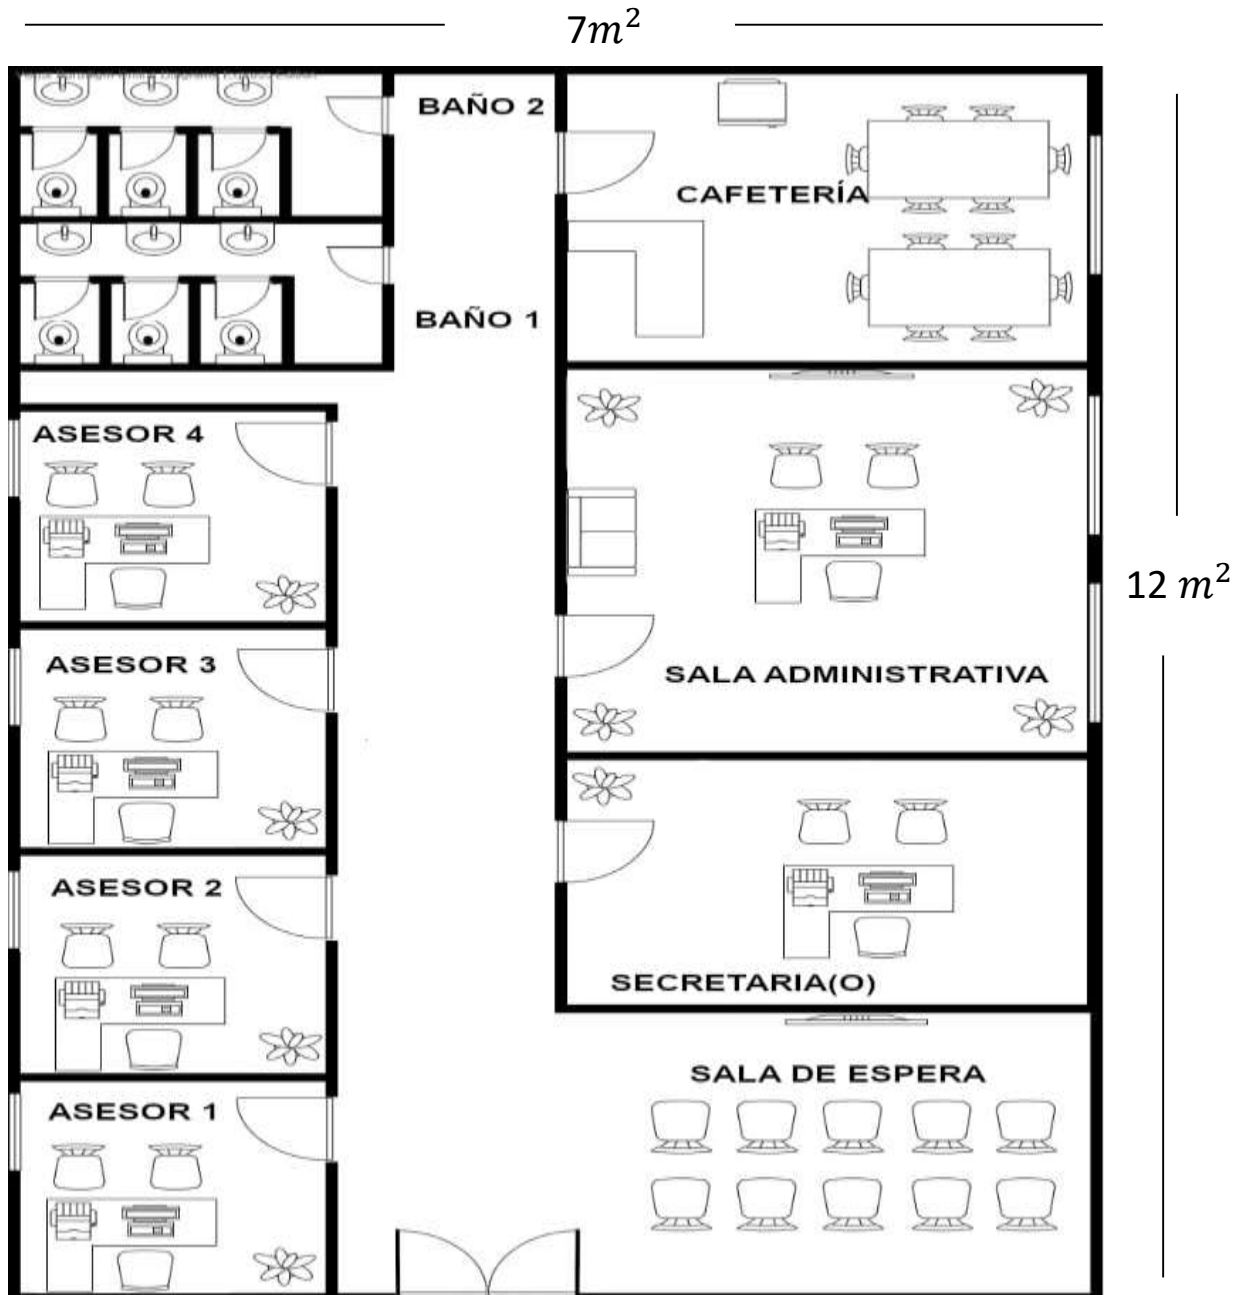 7m²
BAÑO 2
CAFETERÍA
BAÑO 1
ASESOR 4
12 m²
ASESOR 3
SALA ADMINISTRATIVA
ASESOR 2
SECRETARIA(O)
SALA DE ESPERA
ASESOR 1